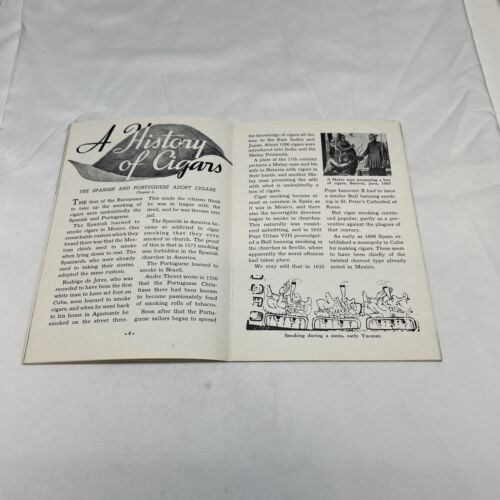 A History
of Cigars
THE SPANISH AND PORTUGUESE ADOPT CIGARS
Chapter 3
THE first of the Europeans
to take up the smoking of
cigars were undoubtedly the
Spanish and Portuguese.
The Spanish learned to
smoke cigars in Mexico. One
remarkable custom which they
found there was that the Mex-
ican chiefs used to smoke
when lying down to rest. The
Spaniards, who were already
used to taking their siestas,
adopted the same custom.
Rodrigo de Jerez, who was
recorded to have been the first
white man to have set foot on
Cuba, soon learned to smoke
cigars, and when he went back
to his home in Agamonte he
smoked on the street there.
This made the citizens think
he was in league with the
devil, and he was thrown into
jail.
The Spanish in America be-
came so addicted to cigar
smoking that they even
smoked in church. The proof
of this is that in 1575 smoking
was forbidden in the Spanish
churches in America.
The Portuguese learned to
smoke in Brazil.
Andre Thevet wrote in 1556
that the Portuguese Chris-
tians there had been known
to become passionately fond
of smoking rolls of tobacco.
Soon after that the Portu-
guese sailors began to spread
the knowledge of cigars all the
way to the East Indies and
Japan. About 1590 cigars were
introduced into India and the
Malay Peninsula.
A plate of the 17th century
pictures a Malay man and his
wife in Batavia with cigars in
their hands, and another Ma-
lay man presenting the wife
with what is undoubtedly a
box of cigars.
Cigar smoking became al-
most as common in Spain as
it was in Mexico, and there
also the incorrigible devotees
began to smoke in churches.
This naturally was considered
unfitting, and in 1642
Pope Urban VIII promulgat-
ed a Bull banning smoking in
the churches in Seville, where
apparently the worst offences
had taken place.
We may add that in 1650
A Malay man presenting a box
of cigars, Batavia, Java,
Pope Innocent X had to issue
a similar Bull banning smok-
ing in St. Peter's Cathedral at
Rome.
But cigar smoking contin-
ued popular, partly as a pre-
ventive against the plagues of
that century.
As early as 1698 Spain es-
tablished a monopoly in Cuba
for making cigars. These seem
to have been chiefly of the
twisted cheroot type already
noted in Mexico.
Smoking during a siesta, early Yucatan